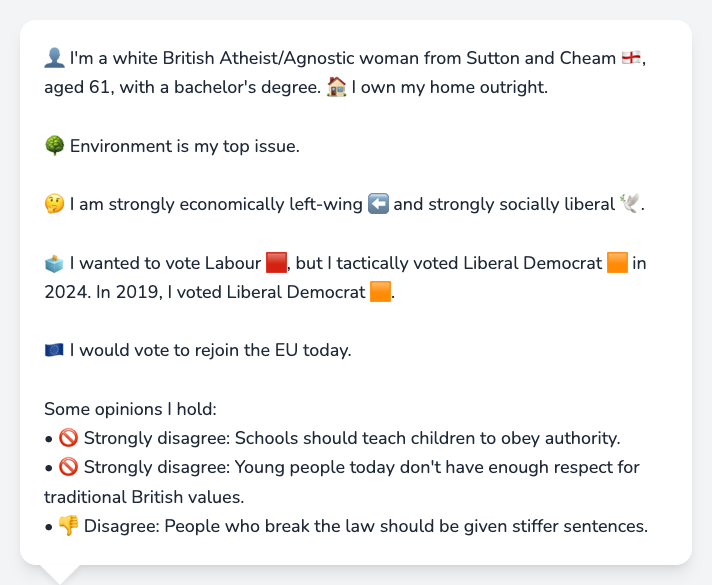 👤 I'm a white British Atheist/Agnostic woman from Sutton and Cheam 🏴󠁧󠁢󠁥󠁮󠁧󠁿,
aged 61, with a bachelor's degree. 🏠 I own my home outright.
🌳 Environment is my top issue.
🤔 I am strongly economically left-wing ⬅️ and strongly socially liberal 🕊️.
🗳️ I wanted to vote Labour 🟥, but I tactically voted Liberal Democrat 🟧 in
2024. In 2019, I voted Liberal Democrat 🟧.
🇪🇺 I would vote to rejoin the EU today.
Some opinions I hold:
• 🚫 Strongly disagree: Schools should teach children to obey authority.
• 🚫 Strongly disagree: Young people today don't have enough respect for
traditional British values.
• 👎 Disagree: People who break the law should be given stiffer sentences.